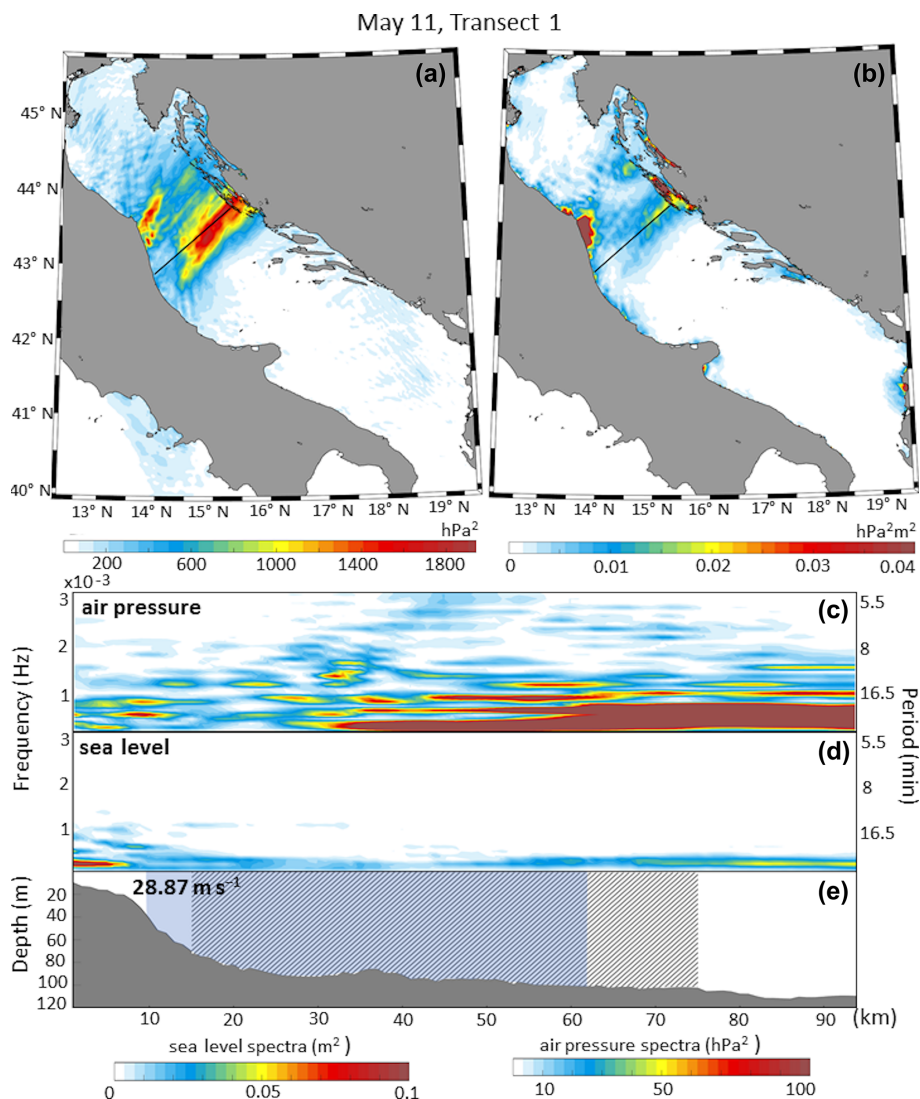 May 11, Transect 1
(a)
(b)
45° N
44° N
43° N
42° N
41° N
40° N
13° N 14° N 15° N 16° N 17° N 18° N 19° N
13° N 14° N 15° N 16° N 17° N 18° N 19° N
hPa²
200 600 1000 1400 1800
hPa²m²
0 0.01 0.02 0.03 0.04
x10⁻³
3
2
1
air pressure
(c)
5.5
8
16.5
Frequency (Hz)
Period (min)
3
2
1
sea level
(d)
5.5
8
16.5
28.87 m s⁻¹
(e)
Depth (m)
20
40
60
80
100
120
10 20 30 40 50 60 70 80 90 (km)
sea level spectra (m²)
0 0.05 0.1
air pressure spectra (hPa²)
10 50 100